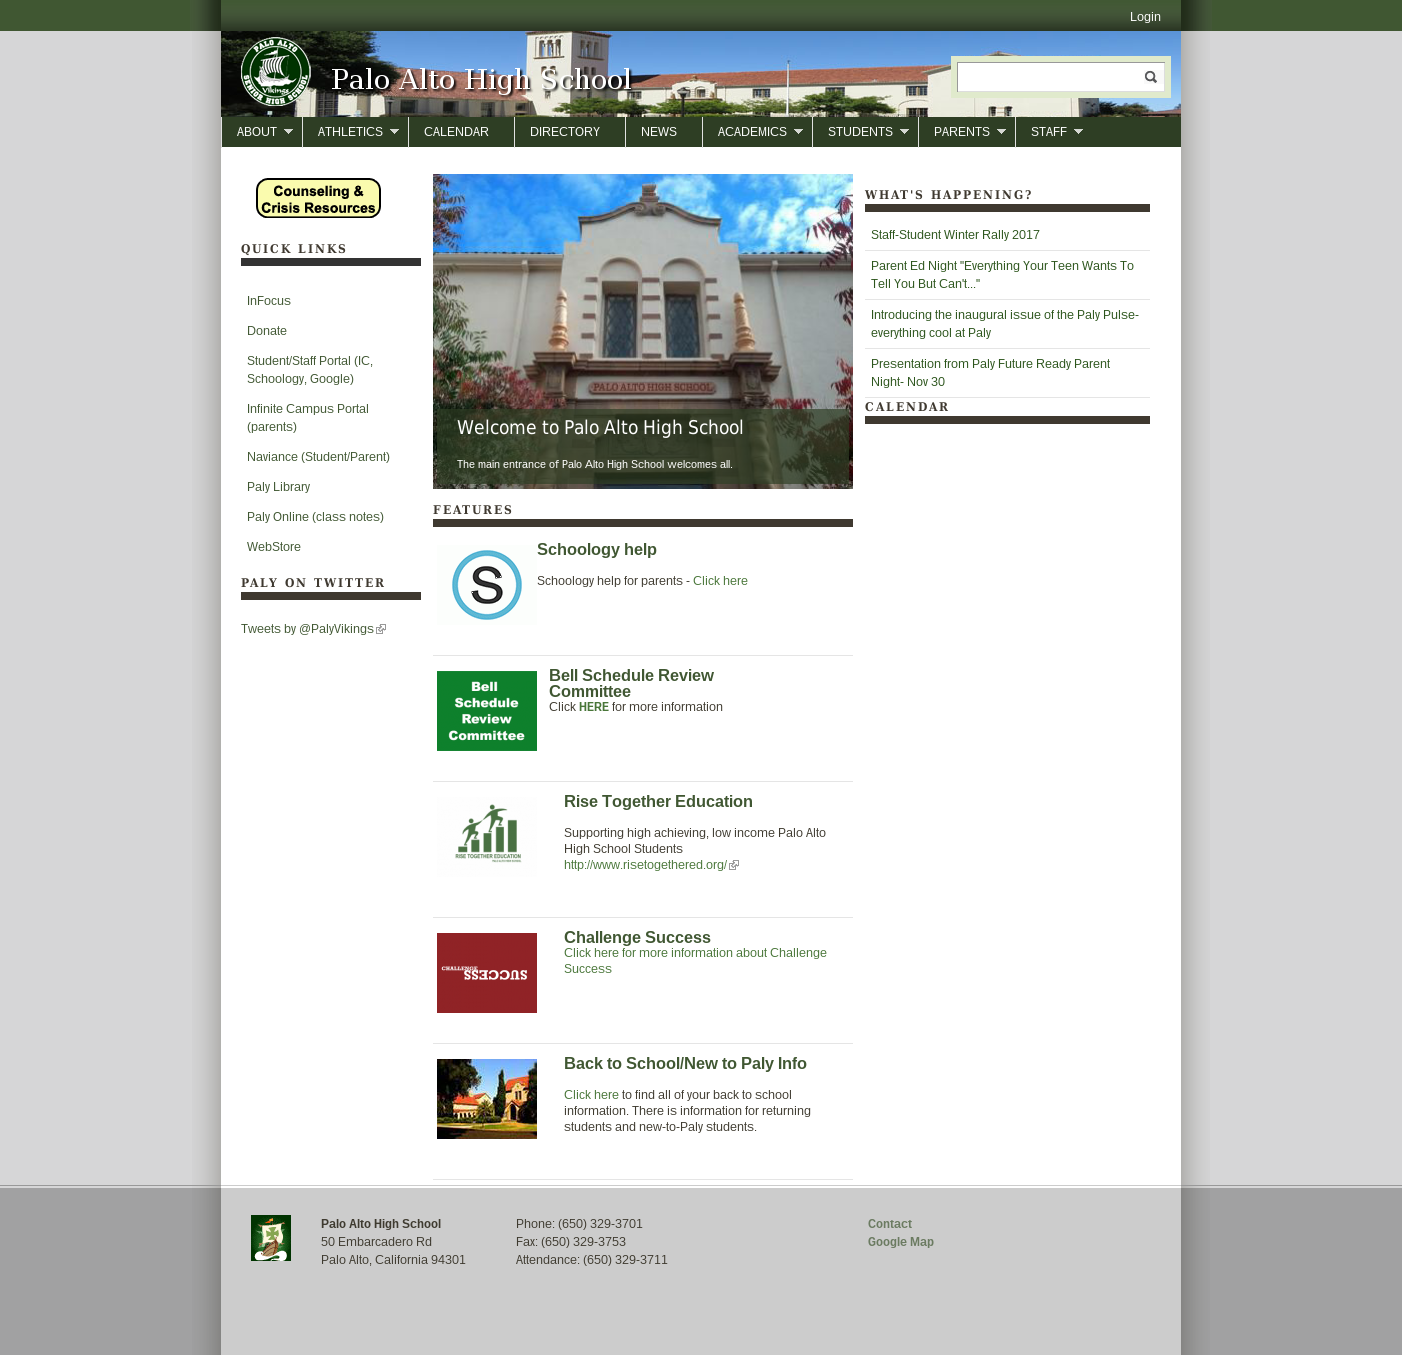 Login
PALO ALTO
SENIOR HIGH SCHOOL
Vikings
Palo Alto High School
ABOUT
ATHLETICS
CALENDAR
DIRECTORY
NEWS
ACADEMICS
STUDENTS
PARENTS
STAFF
Counseling &
Crisis Resources
QUICK LINKS
InFocus
Donate
Student/Staff Portal (IC,
Schoology, Google)
Infinite Campus Portal
(parents)
Naviance (Student/Parent)
Paly Library
Paly Online (class notes)
WebStore
PALY ON TWITTER
Tweets by @PalyVikings
PALO ALTO HIGH SCHOOL
Welcome to Palo Alto High School
The main entrance of Palo Alto High School welcomes all.
FEATURES
S
Schoology help
Schoology help for parents - Click here
Bell
Schedule
Review
Committee
Bell Schedule Review
Committee
Click HERE for more information
RISE TOGETHER EDUCATION
Rise Together Education
Supporting high achieving, low income Palo Alto
High School Students
http://www.risetogethered.org/
CHALLENGE
SUCCESS
Challenge Success
Click here for more information about Challenge
Success
Back to School/New to Paly Info
Click here to find all of your back to school
information. There is information for returning
students and new-to-Paly students.
WHAT'S HAPPENING?
Staff-Student Winter Rally 2017
Parent Ed Night "Everything Your Teen Wants To
Tell You But Can't..."
Introducing the inaugural issue of the Paly Pulse-
everything cool at Paly
Presentation from Paly Future Ready Parent
Night- Nov 30
CALENDAR
Palo Alto High School
50 Embarcadero Rd
Palo Alto, California 94301
Phone: (650) 329-3701
Fax: (650) 329-3753
Attendance: (650) 329-3711
Contact
Google Map